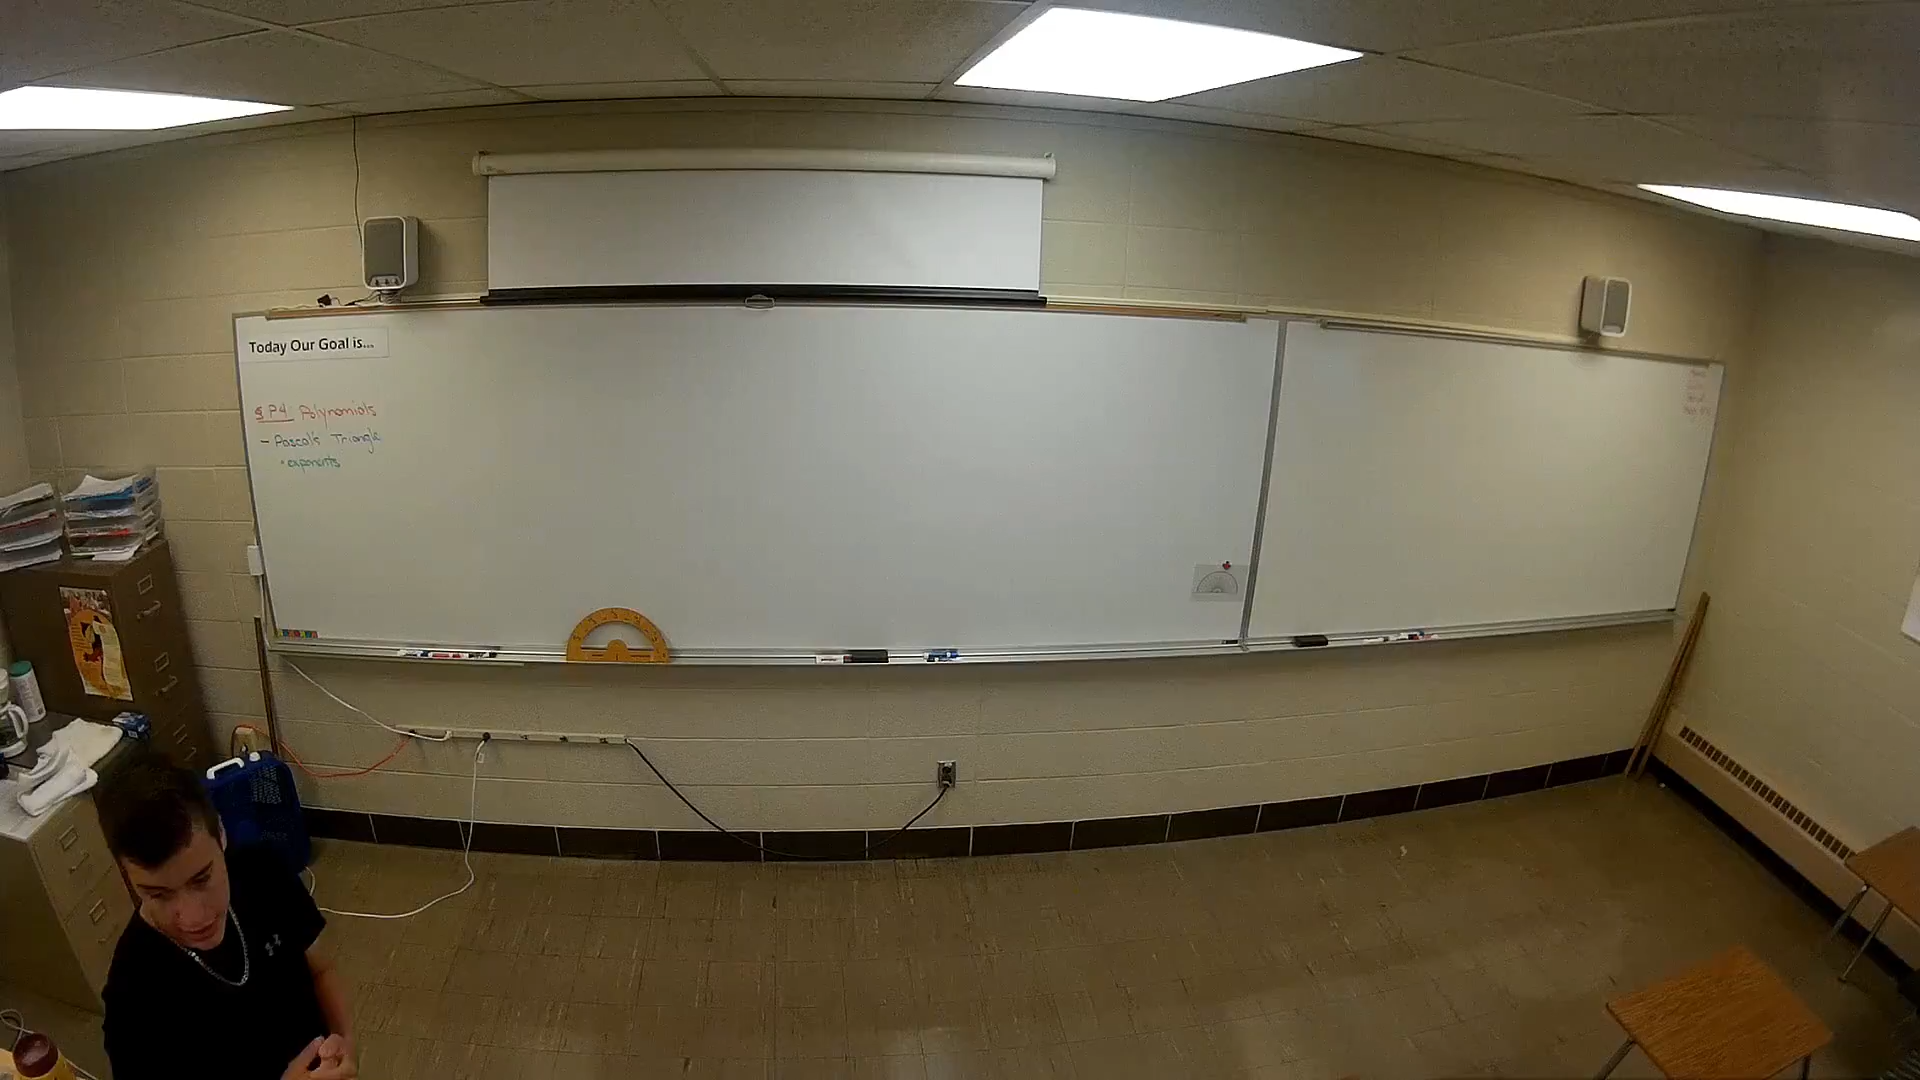 Today Our Goal is...
§ P4: Polynomials
- Pascal's Triangle
• exponents